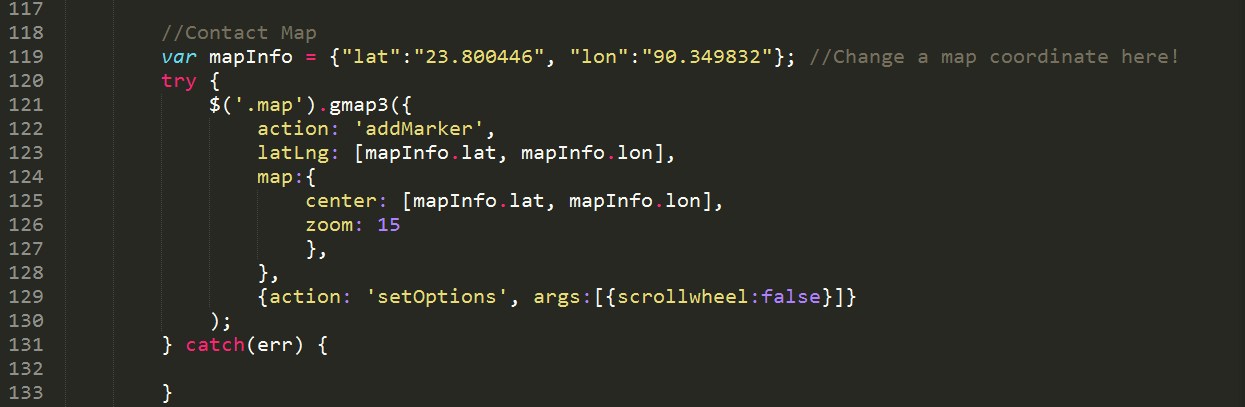 117
118 //Contact Map
119 var mapInfo = {"lat":"23.800446", "lon":"90.349832"}; //Change a map coordinate here!
120 try {
121 $('.map').gmap3({
122 action: 'addMarker',
123 latLng: [mapInfo.lat, mapInfo.lon],
124 map:{
125 center: [mapInfo.lat, mapInfo.lon],
126 zoom: 15
127 },
128 },
129 {action: 'setOptions', args:[{scrollwheel:false}]}
130 );
131 } catch(err) {
132
133 }